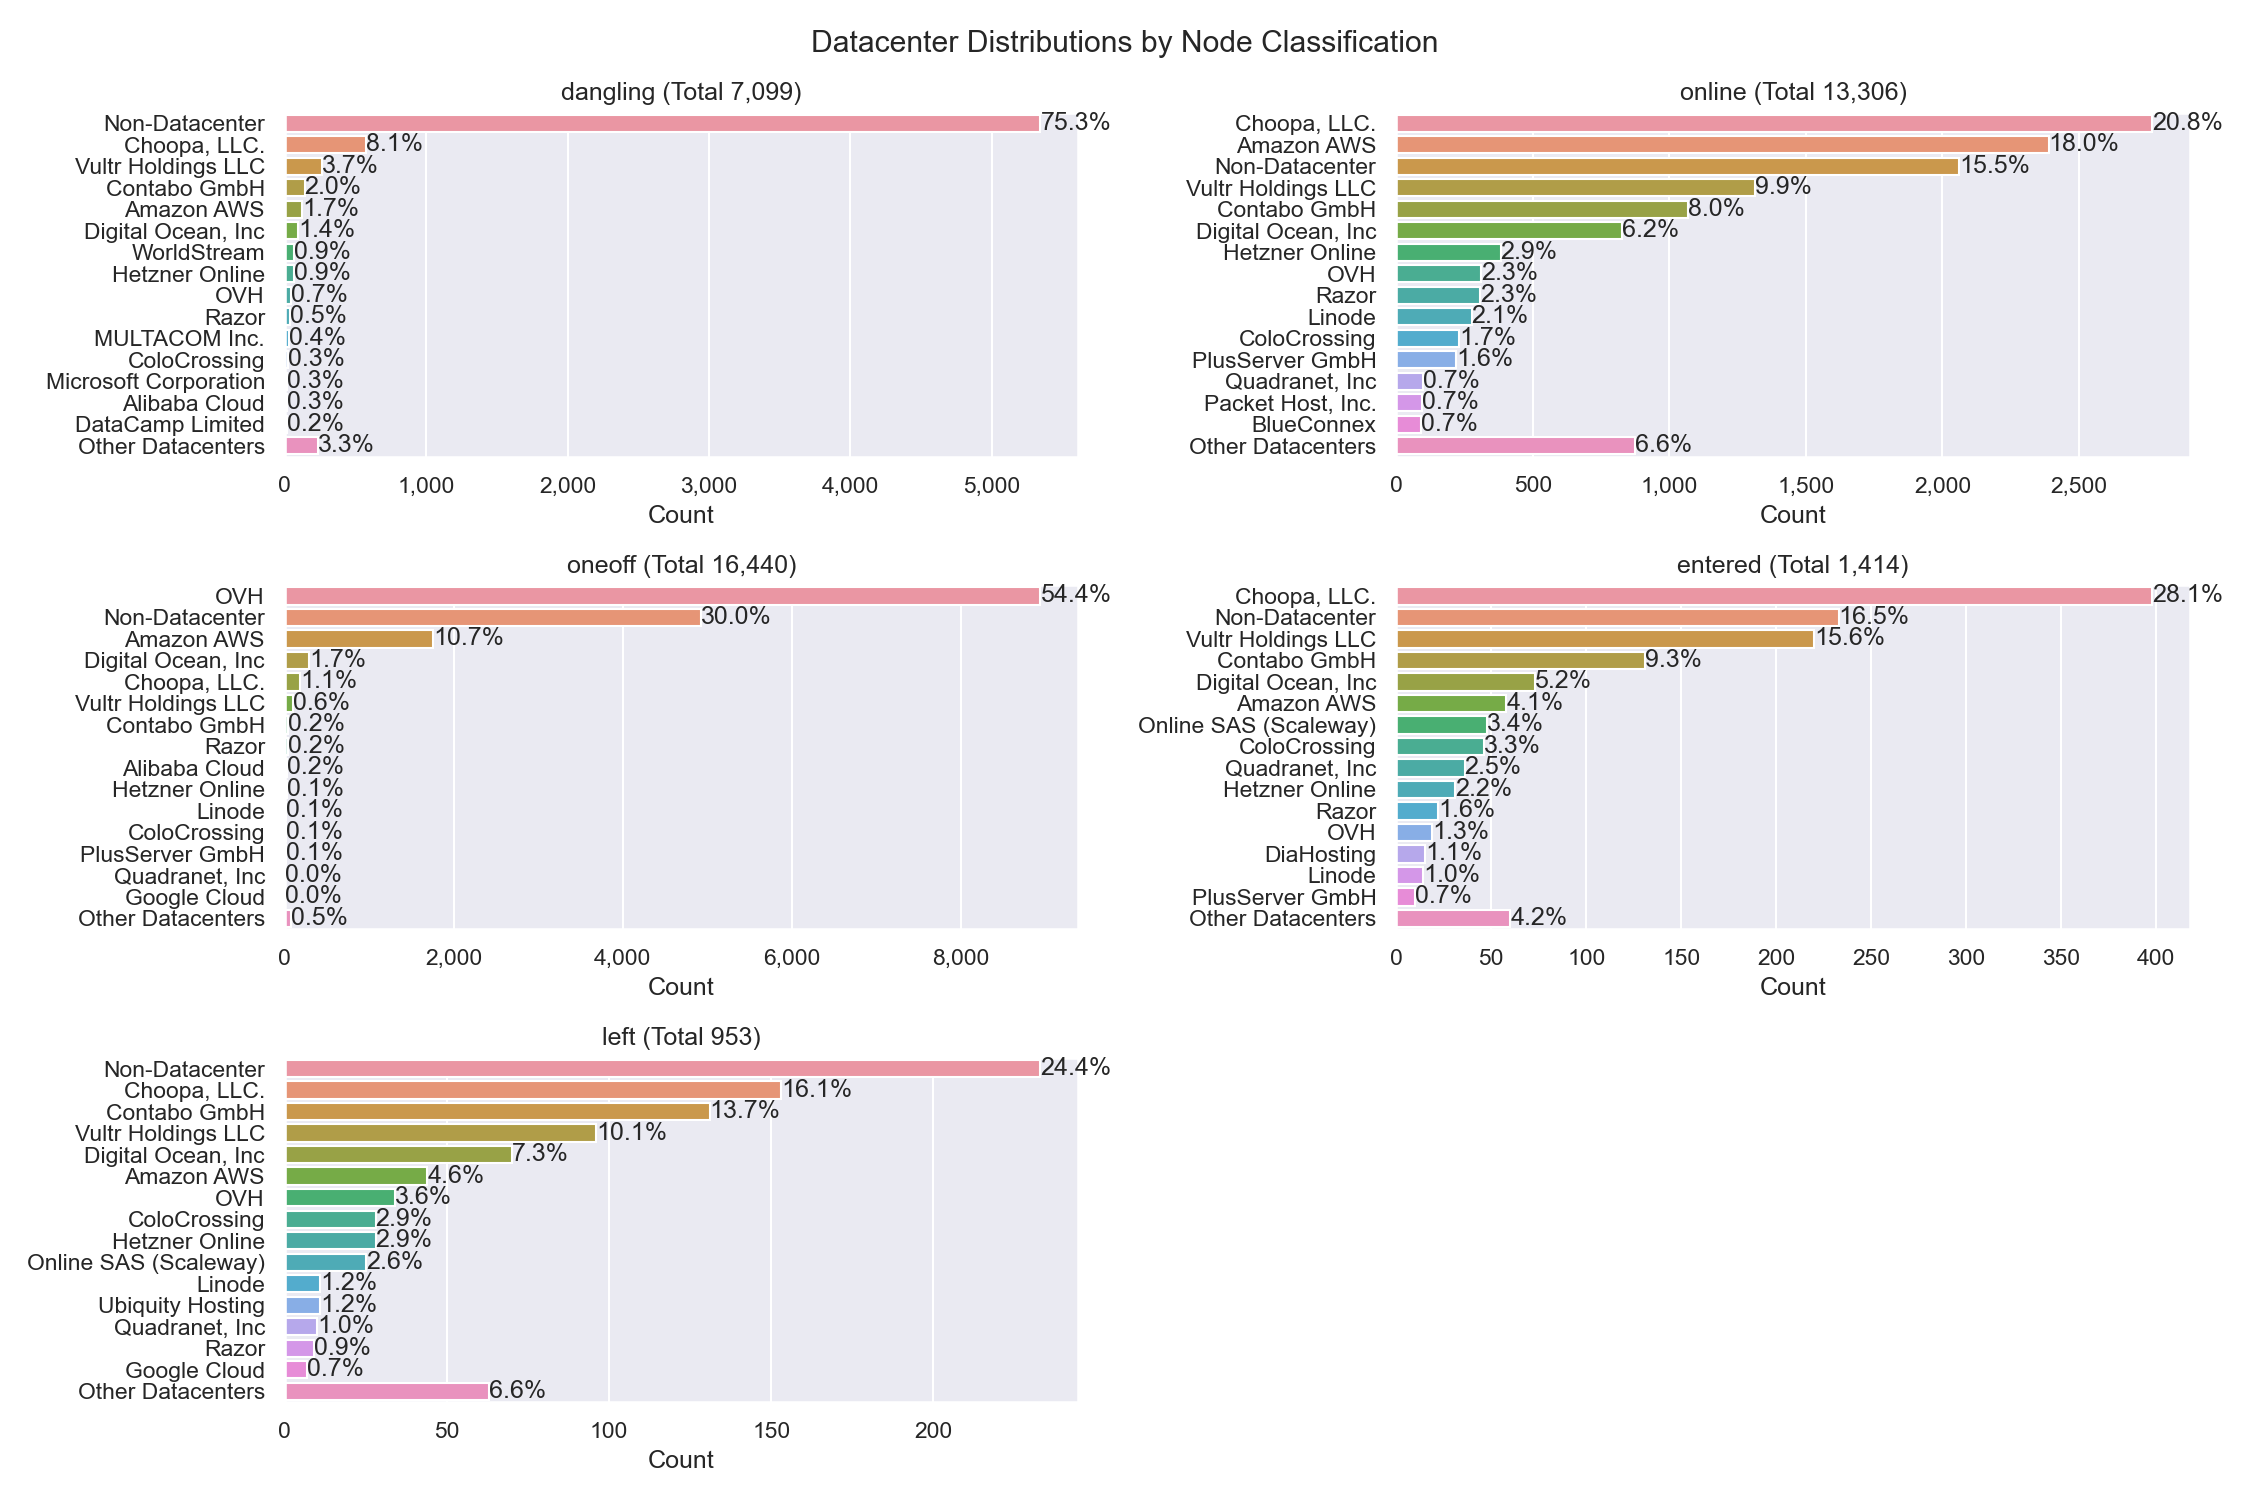 Datacenter Distributions by Node Classification
dangling (Total 7,099)
Non-Datacenter 75.3%
Choopa, LLC. 8.1%
Vultr Holdings LLC 3.7%
Contabo GmbH 2.0%
Amazon AWS 1.7%
Digital Ocean, Inc 1.4%
WorldStream 0.9%
Hetzner Online 0.9%
OVH 0.7%
Razor 0.5%
MULTACOM Inc. 0.4%
ColoCrossing 0.3%
Microsoft Corporation 0.3%
Alibaba Cloud 0.3%
DataCamp Limited 0.2%
Other Datacenters 3.3%
0 1,000 2,000 3,000 4,000 5,000
Count
online (Total 13,306)
Choopa, LLC. 20.8%
Amazon AWS 18.0%
Non-Datacenter 15.5%
Vultr Holdings LLC 9.9%
Contabo GmbH 8.0%
Digital Ocean, Inc 6.2%
Hetzner Online 2.9%
OVH 2.3%
Razor 2.3%
Linode 2.1%
ColoCrossing 1.7%
PlusServer GmbH 1.6%
Quadranet, Inc 0.7%
Packet Host, Inc. 0.7%
BlueConnex 0.7%
Other Datacenters 6.6%
0 500 1,000 1,500 2,000 2,500
Count
oneoff (Total 16,440)
OVH 54.4%
Non-Datacenter 30.0%
Amazon AWS 10.7%
Digital Ocean, Inc 1.7%
Choopa, LLC. 1.1%
Vultr Holdings LLC 0.6%
Contabo GmbH 0.2%
Razor 0.2%
Alibaba Cloud 0.2%
Hetzner Online 0.1%
Linode 0.1%
ColoCrossing 0.1%
PlusServer GmbH 0.1%
Quadranet, Inc 0.0%
Google Cloud 0.0%
Other Datacenters 0.5%
0 2,000 4,000 6,000 8,000
Count
entered (Total 1,414)
Choopa, LLC. 28.1%
Non-Datacenter 16.5%
Vultr Holdings LLC 15.6%
Contabo GmbH 9.3%
Digital Ocean, Inc 5.2%
Amazon AWS 4.1%
Online SAS (Scaleway) 3.4%
ColoCrossing 3.3%
Quadranet, Inc 2.5%
Hetzner Online 2.2%
Razor 1.6%
OVH 1.3%
DiaHosting 1.1%
Linode 1.0%
PlusServer GmbH 0.7%
Other Datacenters 4.2%
0 50 100 150 200 250 300 350 400
Count
left (Total 953)
Non-Datacenter 24.4%
Choopa, LLC. 16.1%
Contabo GmbH 13.7%
Vultr Holdings LLC 10.1%
Digital Ocean, Inc 7.3%
Amazon AWS 4.6%
OVH 3.6%
ColoCrossing 2.9%
Hetzner Online 2.9%
Online SAS (Scaleway) 2.6%
Linode 1.2%
Ubiquity Hosting 1.2%
Quadranet, Inc 1.0%
Razor 0.9%
Google Cloud 0.7%
Other Datacenters 6.6%
0 50 100 150 200
Count